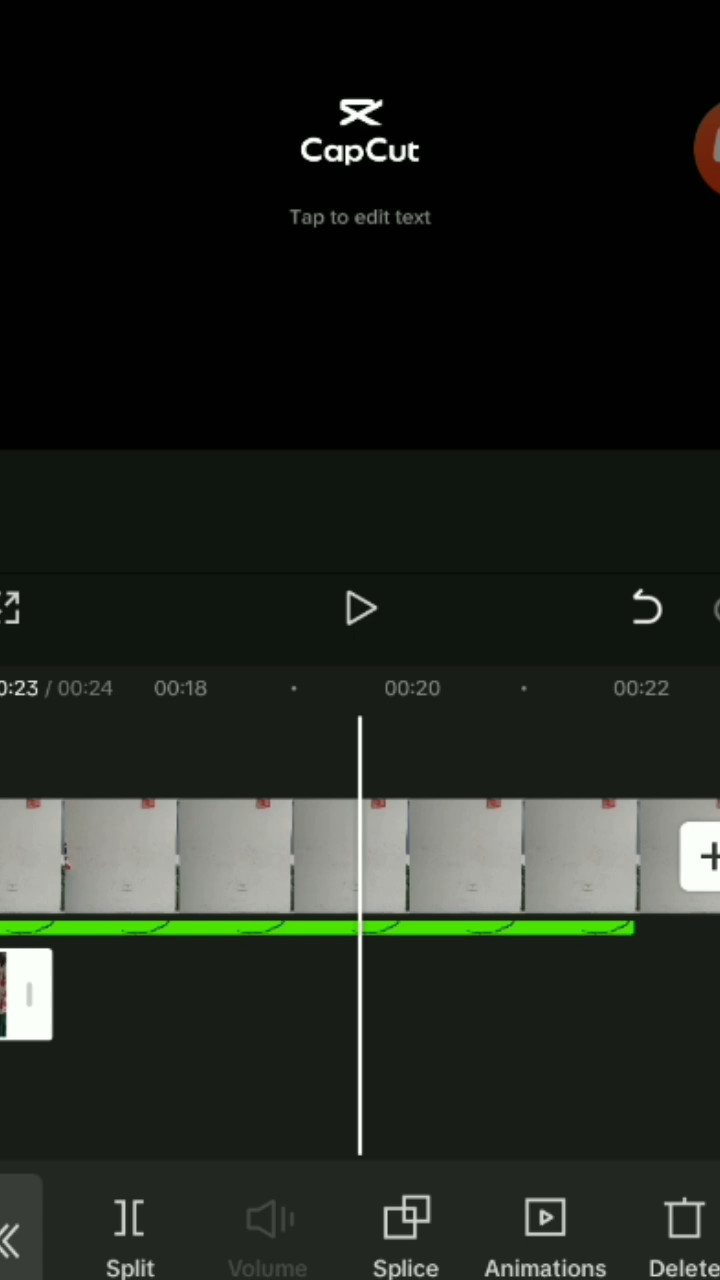 CapCut
Tap to edit text
0:23 / 00:24 00:18 00:20 00:22
Split Volume Splice Animations Delete